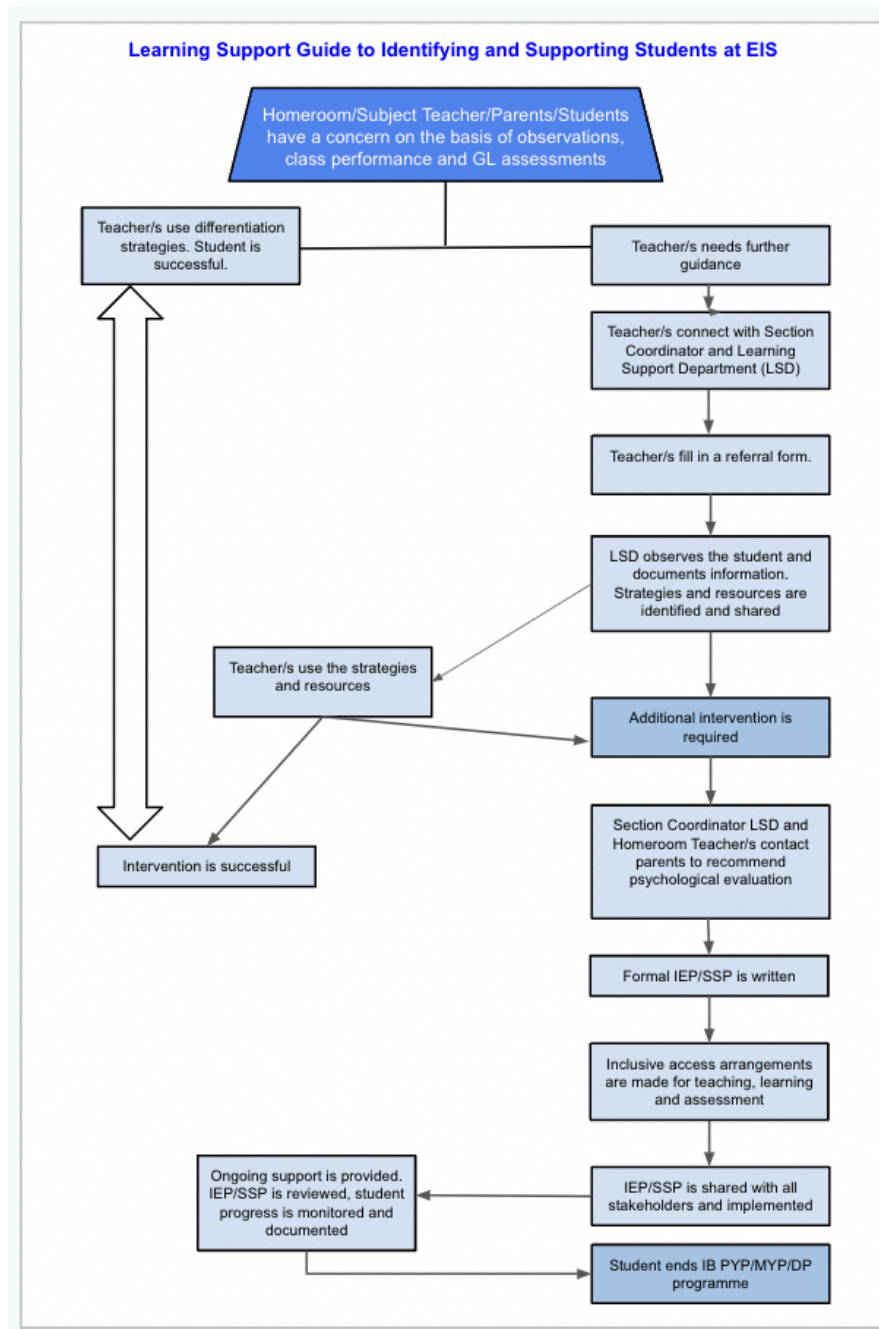 Learning Support Guide to Identifying and Supporting Students at EIS
Homeroom/Subject Teacher/Parents/Students
have a concern on the basis of observations,
class performance and GL assessments
Teacher/s use differentiation
strategies. Student is
successful.
Teacher/s needs further
guidance
Teacher/s connect with Section
Coordinator and Learning
Support Department (LSD)
Teacher/s fill in a referral form.
LSD observes the student and
documents information.
Strategies and resources are
identified and shared
Teacher/s use the strategies
and resources
Additional intervention is
required
Section Coordinator LSD and
Homeroom Teacher/s contact
parents to recommend
psychological evaluation
Intervention is successful
Formal IEP/SSP is written
Inclusive access arrangements
are made for teaching, learning
and assessment
IEP/SSP is shared with all
stakeholders and implemented
Ongoing support is provided.
IEP/SSP is reviewed, student
progress is monitored and
documented
Student ends IB PYP/MYP/DP
programme